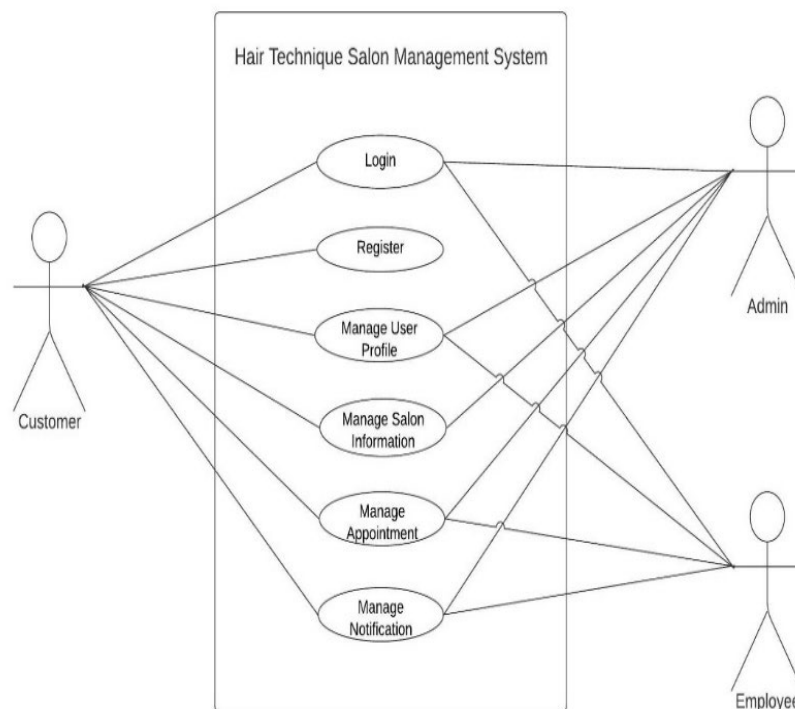 Hair Technique Salon Management System
Login
Register
Manage User
Profile
Manage Salon
Information
Manage
Appointment
Manage
Notification
Customer
Admin
Employee